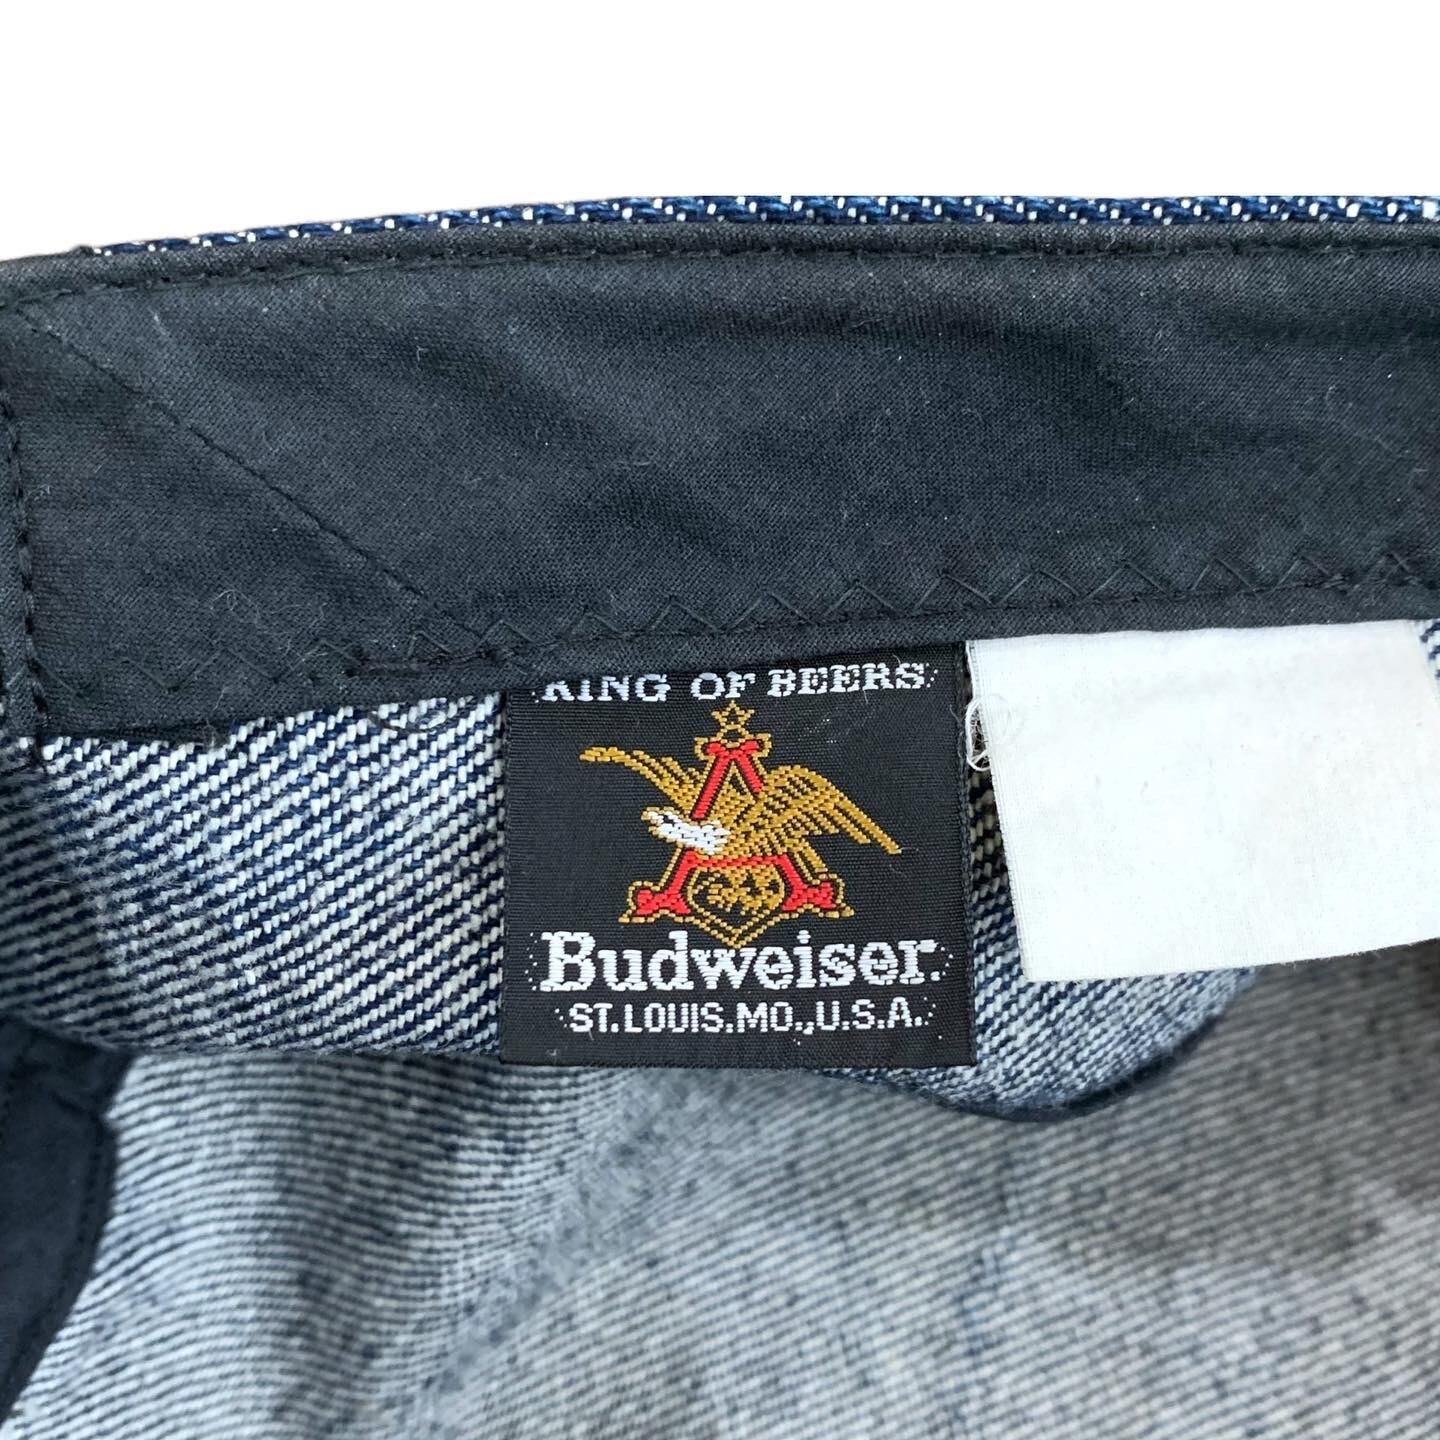 KING OF BEERS
Budweiser.
ST. LOUIS. MO., U.S.A.